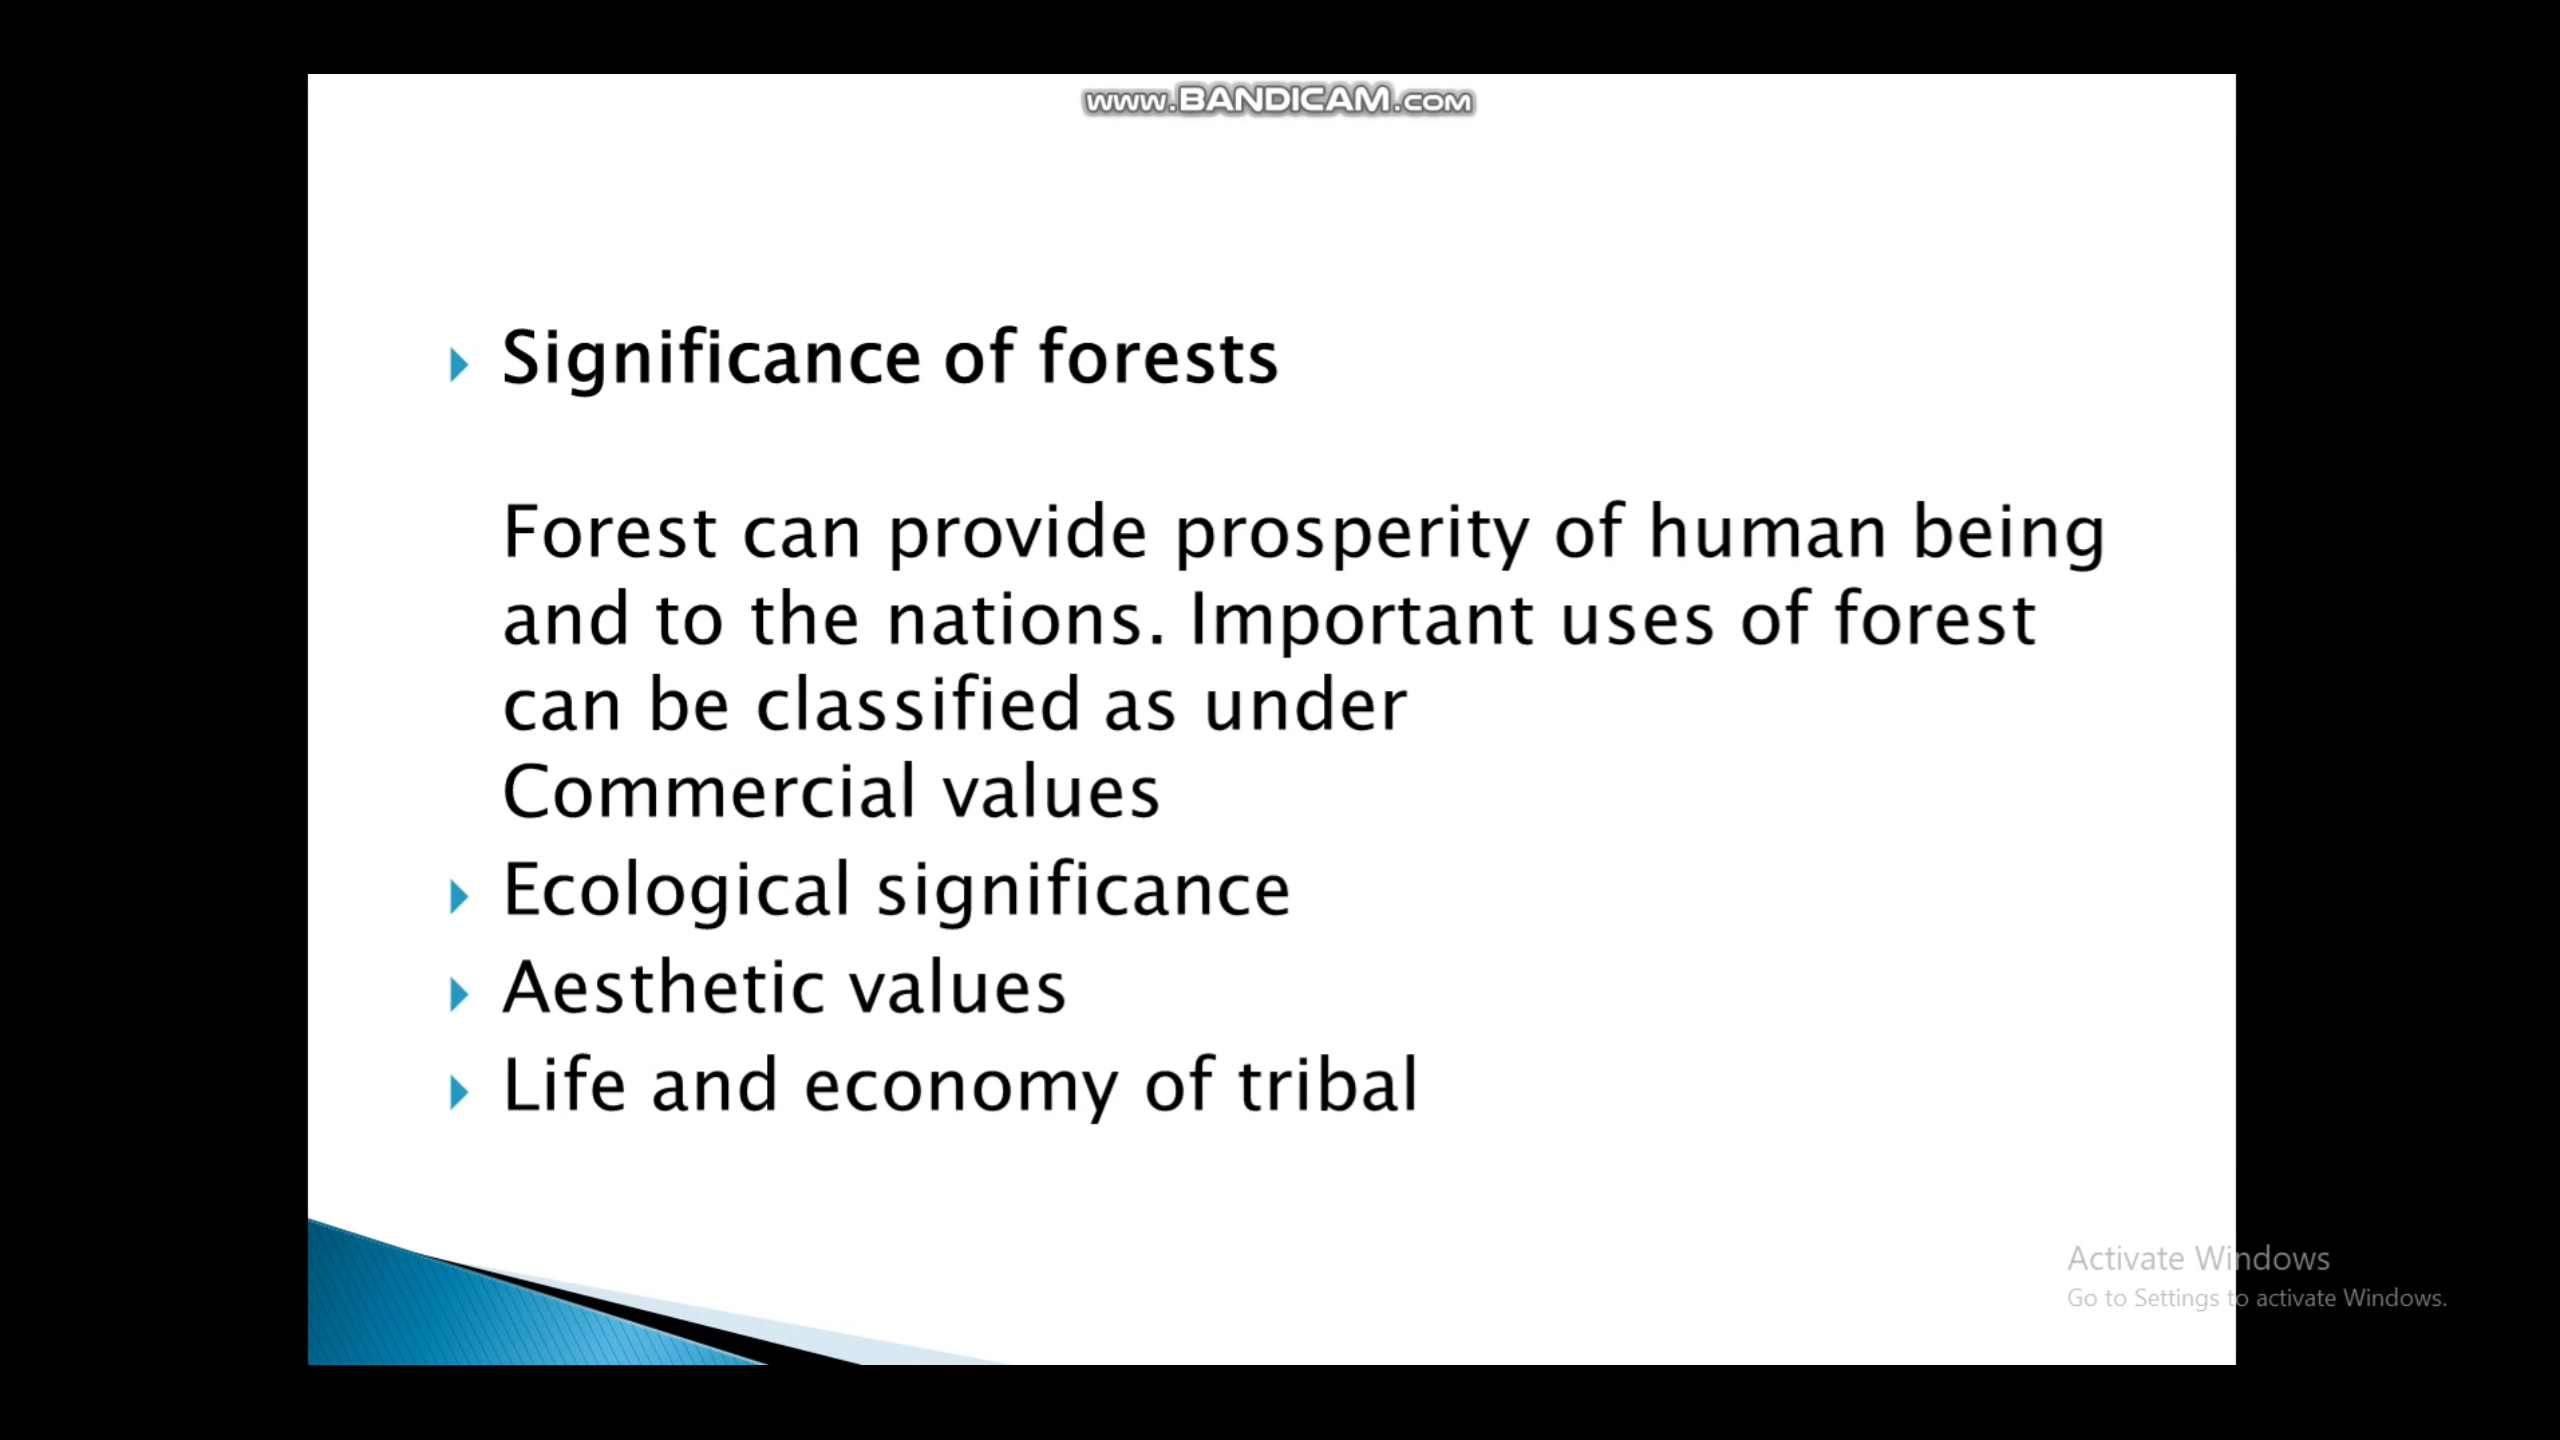 www.BANDICAM.com
Significance of forests
Forest can provide prosperity of human being
and to the nations. Important uses of forest
can be classified as under
Commercial values
Ecological significance
Aesthetic values
Life and economy of tribal
Activate Windows
Go to Settings to activate Windows.